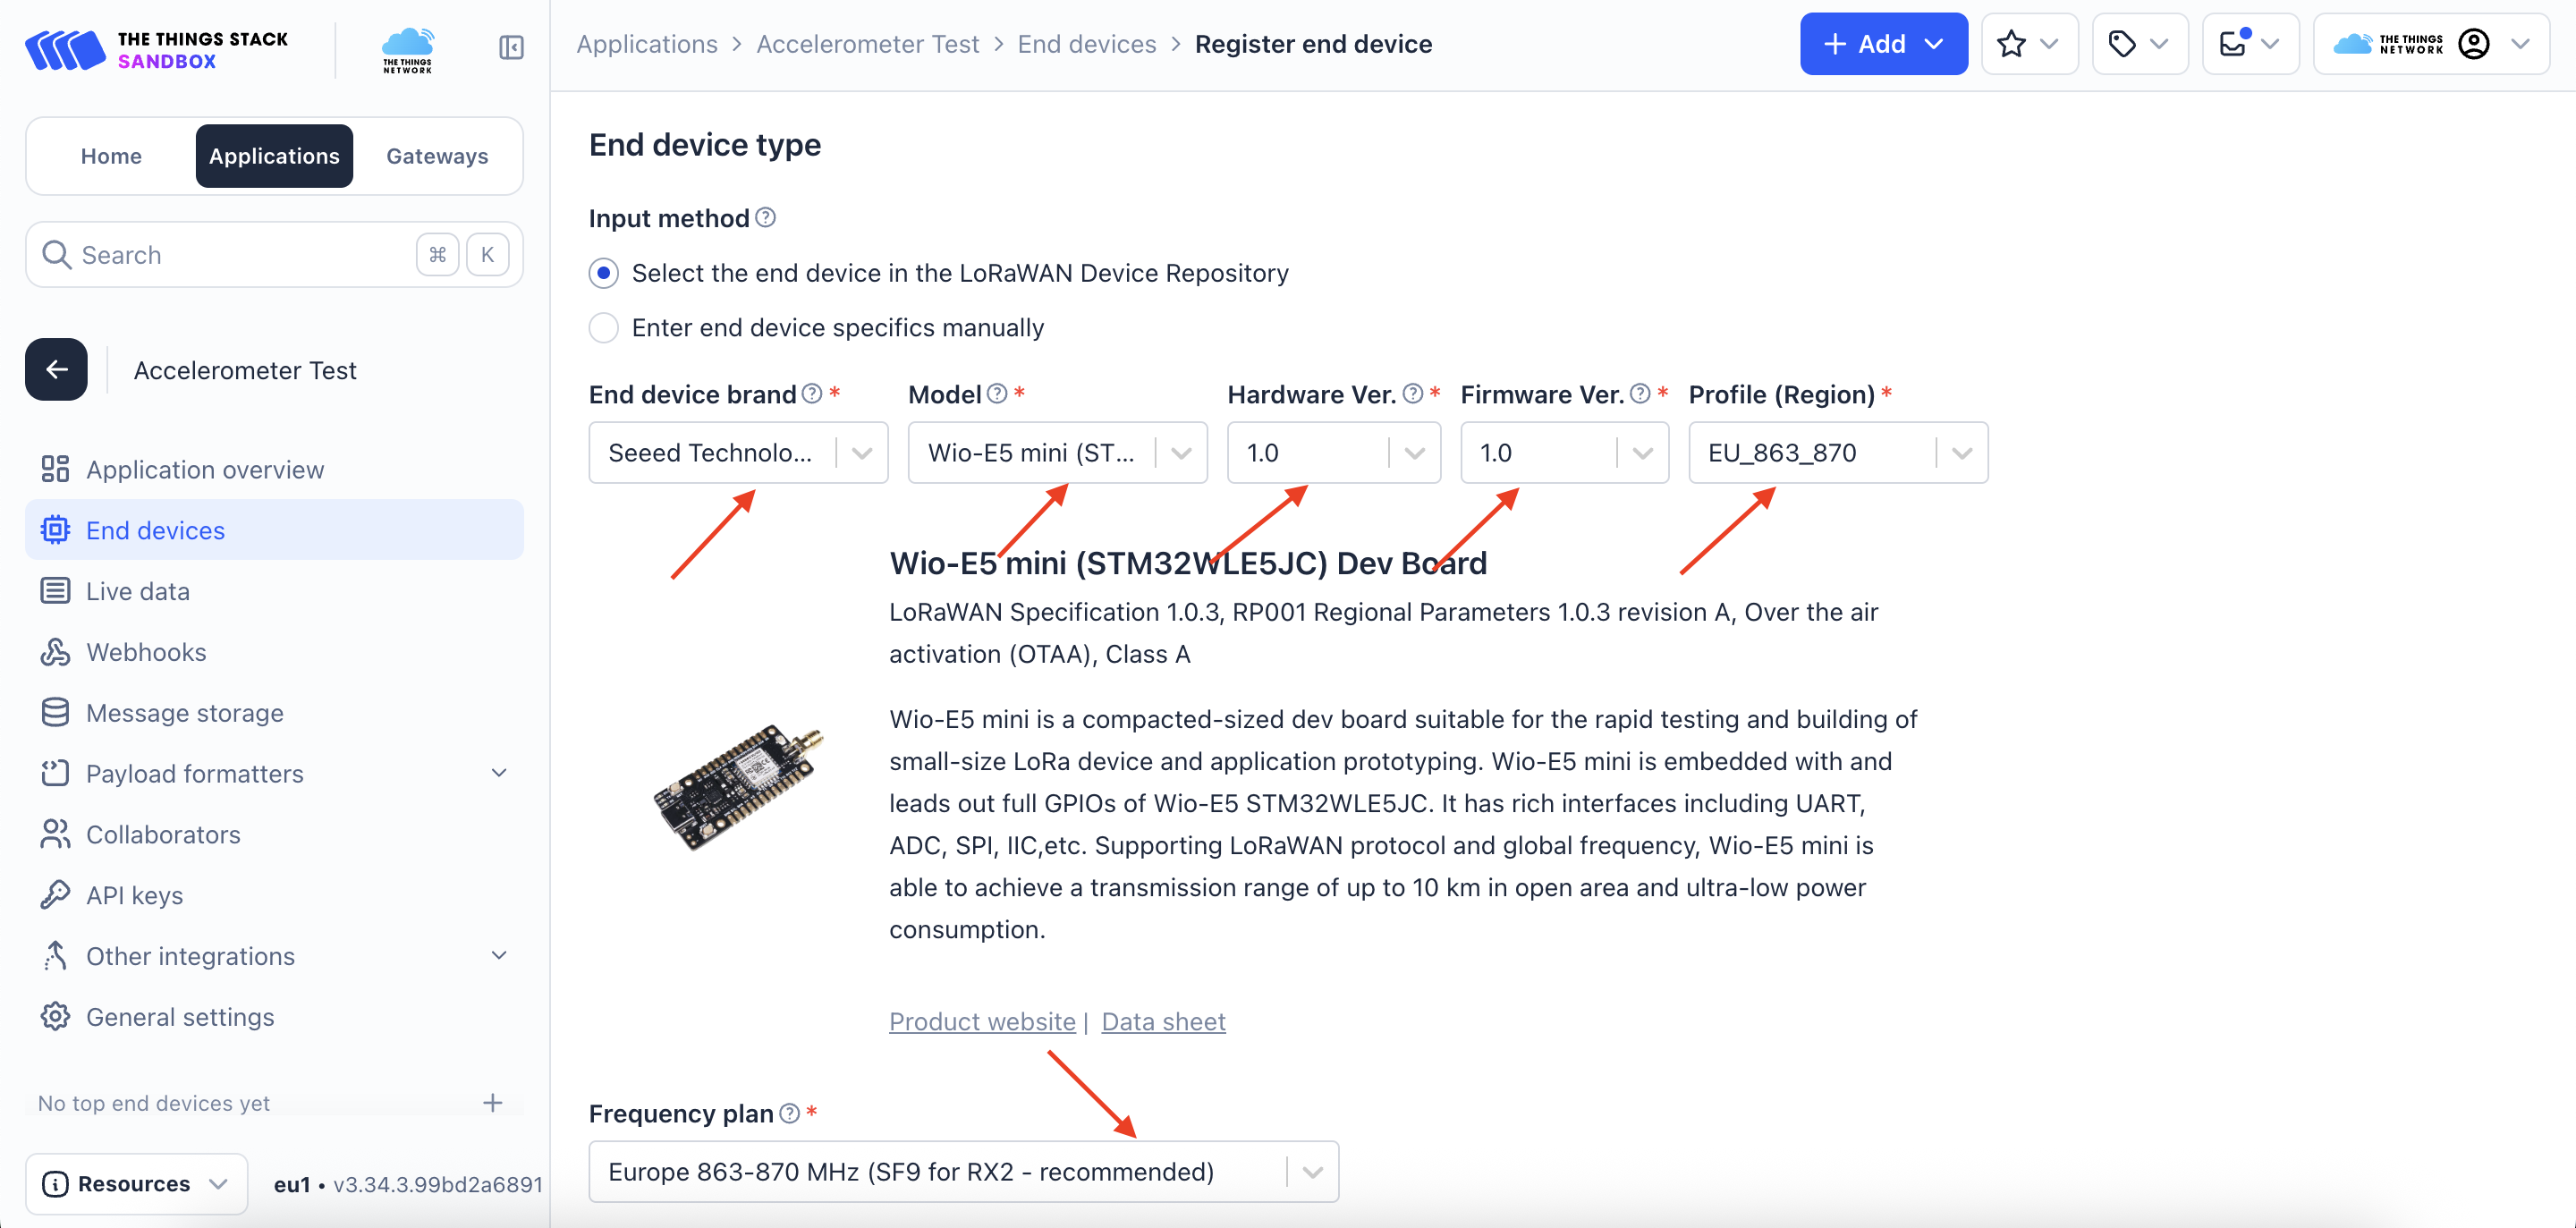 THE THINGS STACK
SANDBOX
THE THINGS
NETWORK
Applications > Accelerometer Test > End devices > Register end device
+ Add
THE THINGS
NETWORK
Home
Applications
Gateways
Search
⌘ K
Accelerometer Test
Application overview
End devices
Live data
Webhooks
Message storage
Payload formatters
Collaborators
API keys
Other integrations
General settings
No top end devices yet
Resources
eu1 • v3.34.3.99bd2a6891
End device type
Input method
Select the end device in the LoRaWAN Device Repository
Enter end device specifics manually
End device brand *
Model *
Hardware Ver. *
Firmware Ver. *
Profile (Region) *
Seeed Technolo...
Wio-E5 mini (ST...
1.0
1.0
EU_863_870
Wio-E5 mini (STM32WLE5JC) Dev Board
LoRaWAN Specification 1.0.3, RP001 Regional Parameters 1.0.3 revision A, Over the air
activation (OTAA), Class A
Wio-E5 mini is a compacted-sized dev board suitable for the rapid testing and building of
small-size LoRa device and application prototyping. Wio-E5 mini is embedded with and
leads out full GPIOs of Wio-E5 STM32WLE5JC. It has rich interfaces including UART,
ADC, SPI, IIC,etc. Supporting LoRaWAN protocol and global frequency, Wio-E5 mini is
able to achieve a transmission range of up to 10 km in open area and ultra-low power
consumption.
Product website | Data sheet
Frequency plan *
Europe 863-870 MHz (SF9 for RX2 - recommended)